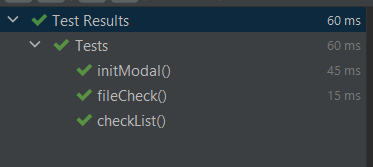 Test Results 60 ms
Tests 60 ms
initModal() 45 ms
fileCheck() 15 ms
checkList()